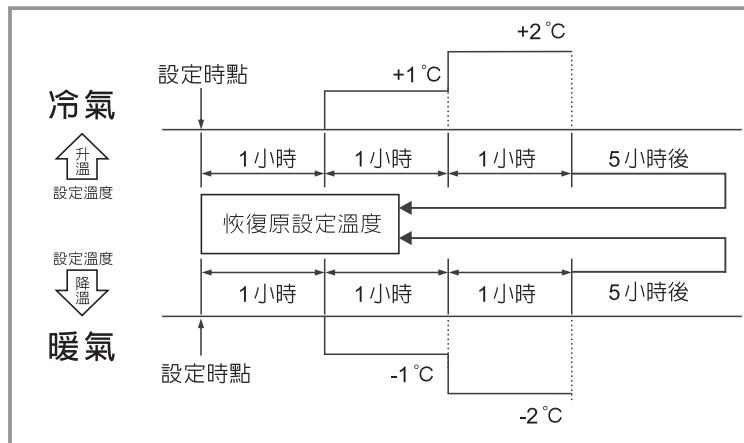 +2°C
設定時點
+1°C
冷氣
升溫
設定溫度
1小時
1小時
1小時
5小時後
恢復原設定溫度
設定溫度
降溫
暖氣
1小時
1小時
1小時
5小時後
設定時點
-1°C
-2°C